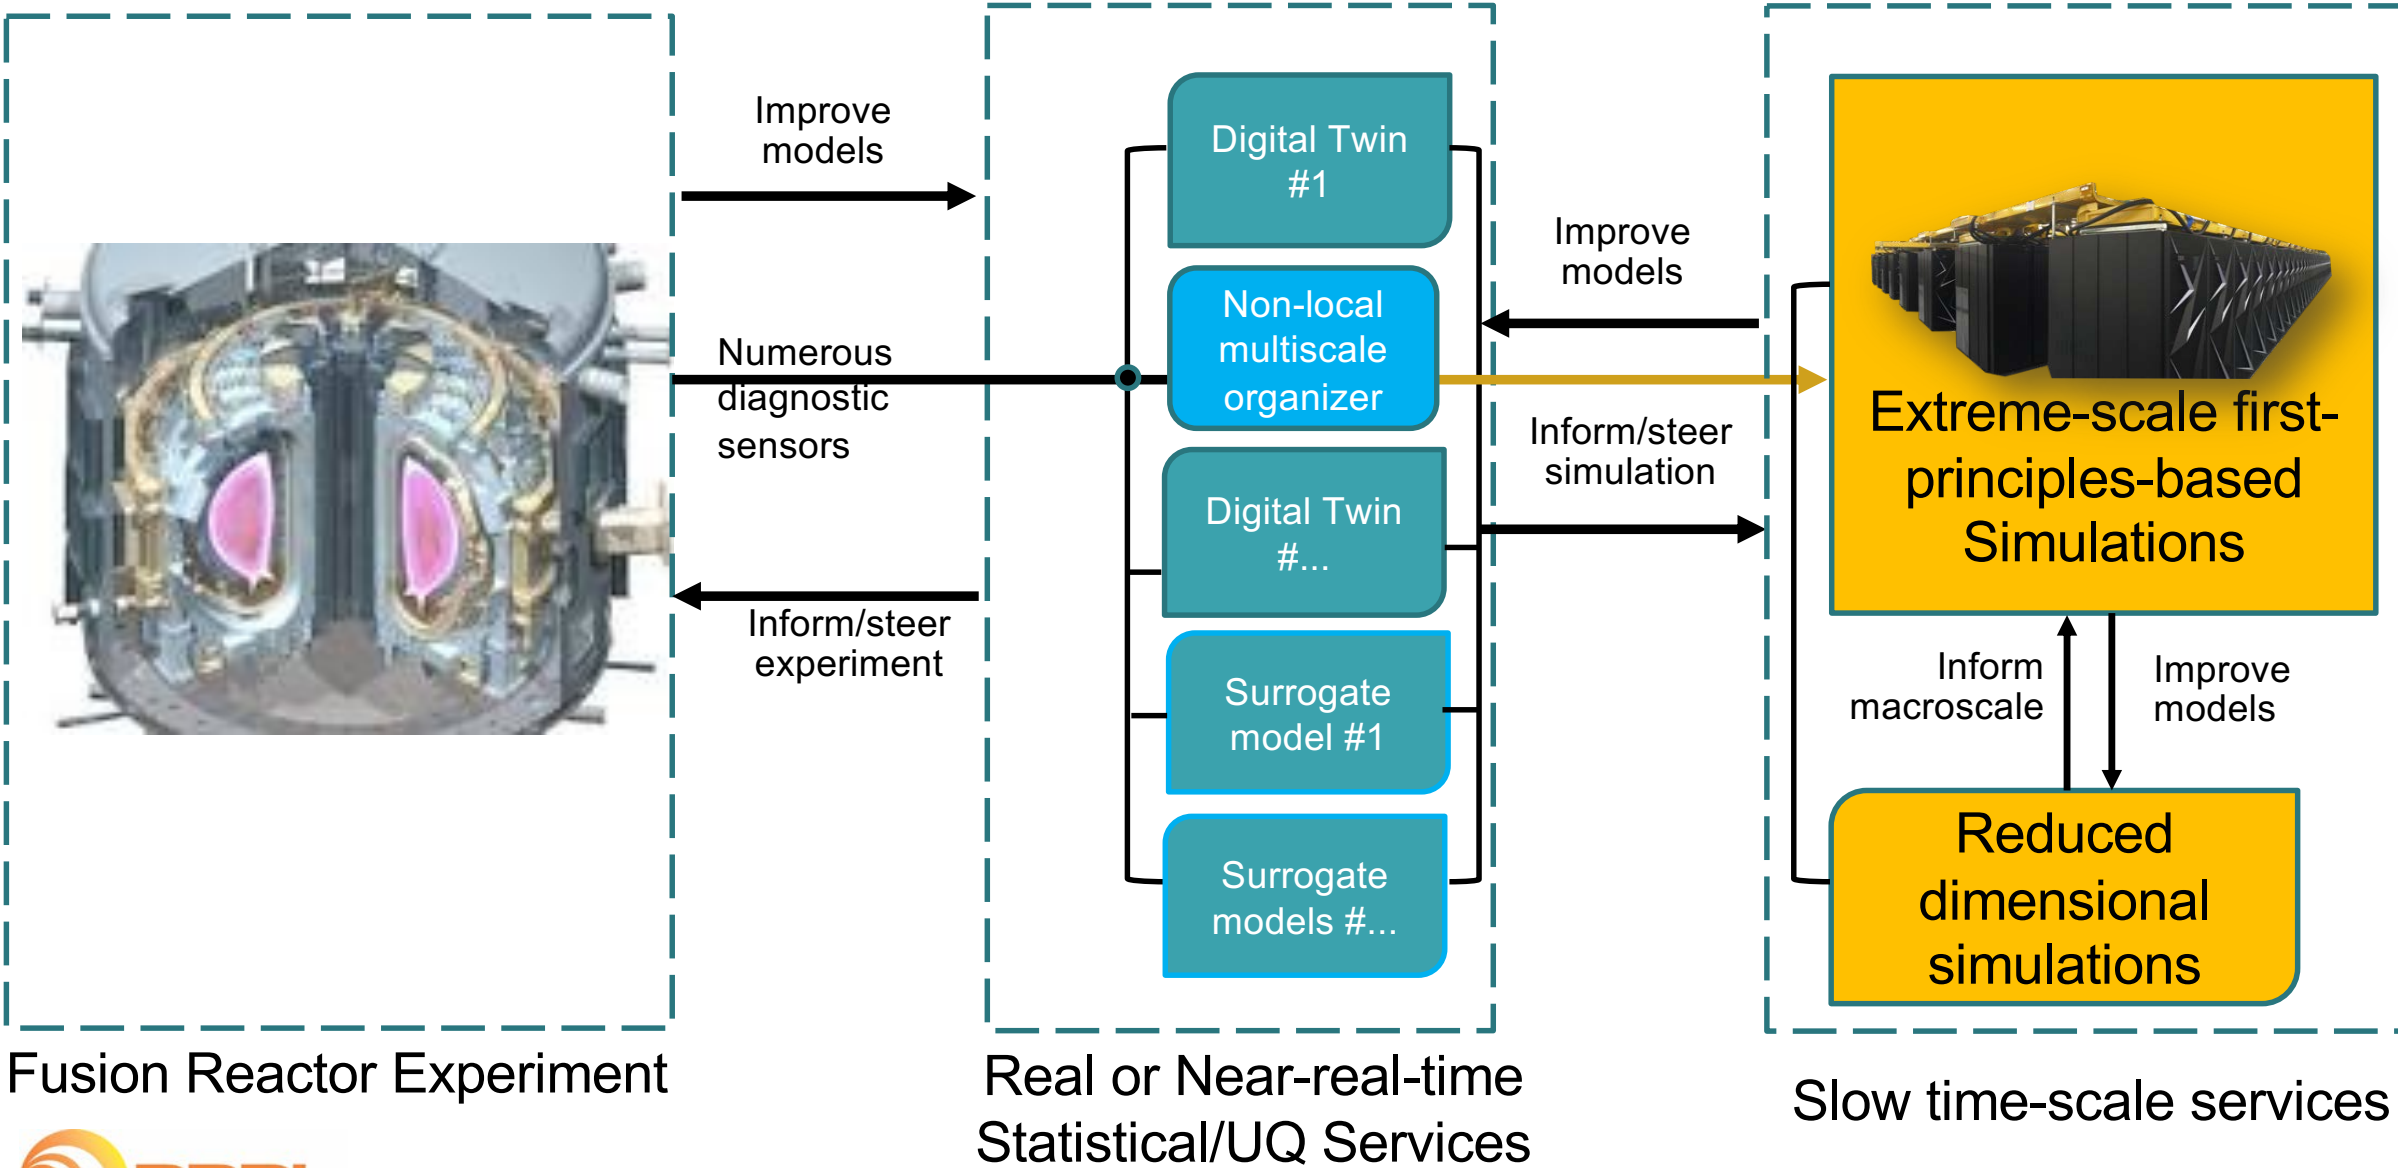 Improve
models
Numerous
diagnostic
sensors
Inform/steer
experiment
Digital Twin
#1
Non-local
multiscale
organizer
Digital Twin
#...
Surrogate
model #1
Surrogate
models #...
Improve
models
Inform/steer
simulation
Extreme-scale first-
principles-based
Simulations
Inform
macroscale
Improve
models
Reduced
dimensional
simulations
Fusion Reactor Experiment
Real or Near-real-time
Statistical/UQ Services
Slow time-scale services